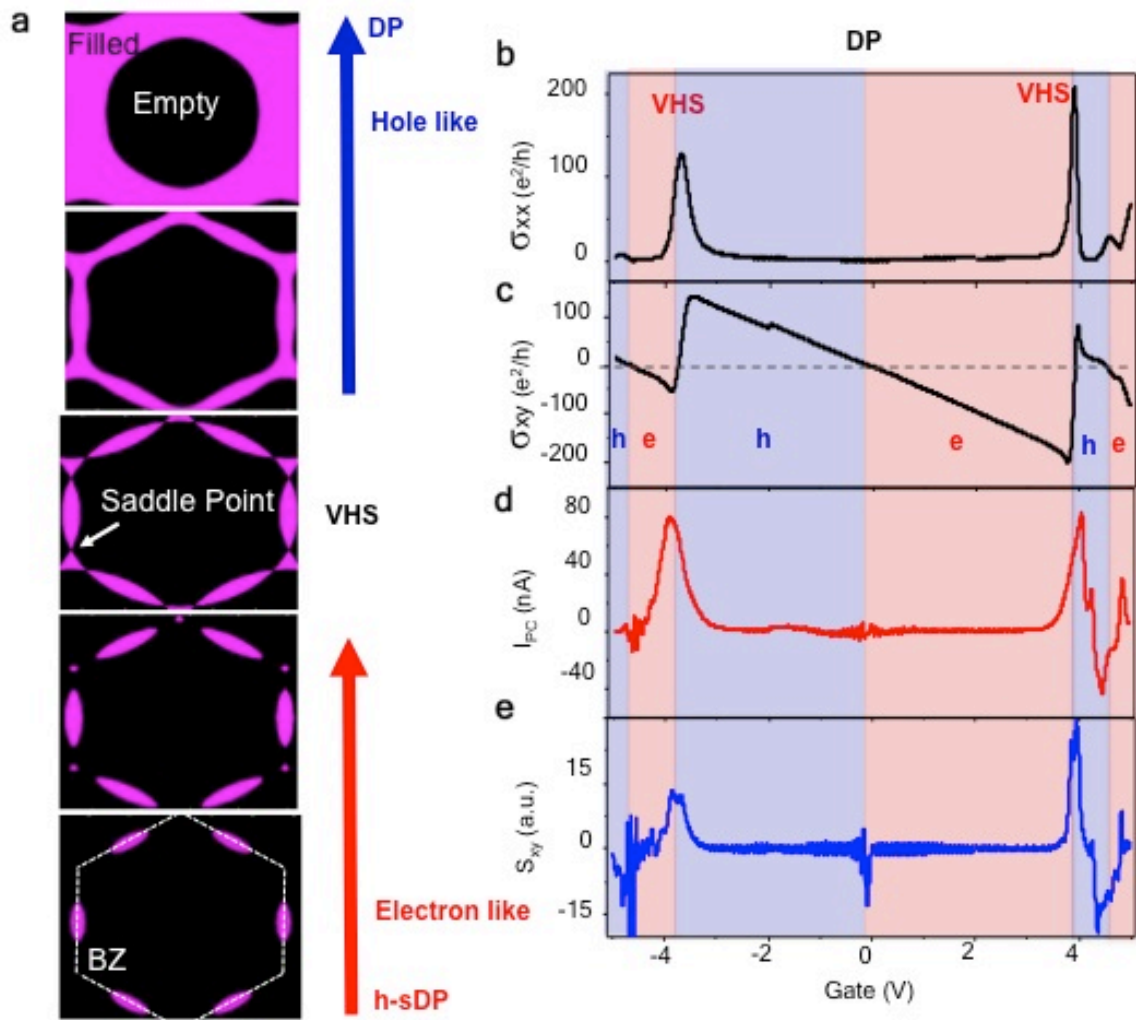 a
Filled
Empty
Saddle Point
BZ
DP
Hole like
VHS
Electron like
h-sDP
DP
b
VHS
VHS
σxx (e²/h)
200
100
0
c
σxy (e²/h)
100
0
-100
-200
h
e
h
e
h
e
d
I_PC (nA)
80
40
0
-40
e
S_xy (a.u.)
15
0
-15
-4
-2
0
2
4
Gate (V)